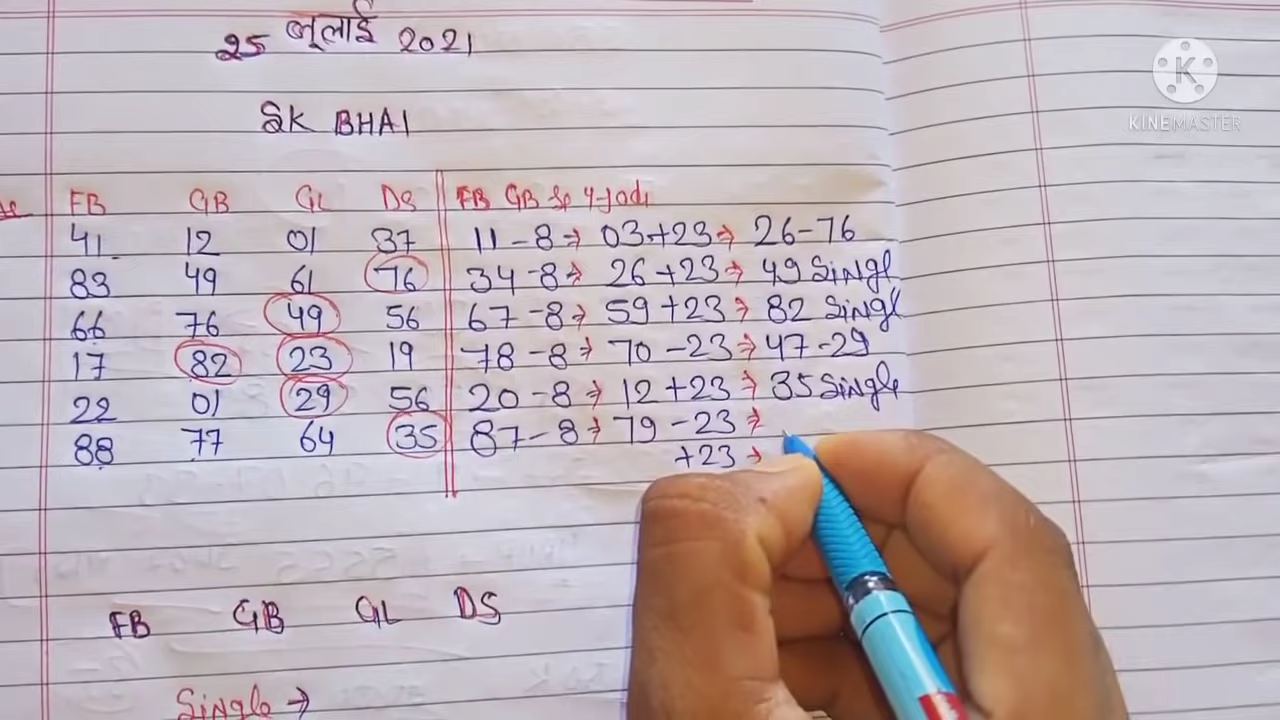 25 जूलाई 2021
KINEMASTER
SK BHAI
FB GB GL DS FB GB Se 4-Jodi
41 12 01 37 11-8→ 03+23→ 26-76
83 49 61 76 34-8→ 26+23→ 49 Singl
66 76 49 56 67-8→ 59+23→ 82 Singl
17 82 23 19 78-8→ 70-23→ 47-29
22 01 29 56 20-8→ 12+23→ 35 Single
88 77 64 35 87-8→ 79-23→
+23→
FB GB GL DS
Single→